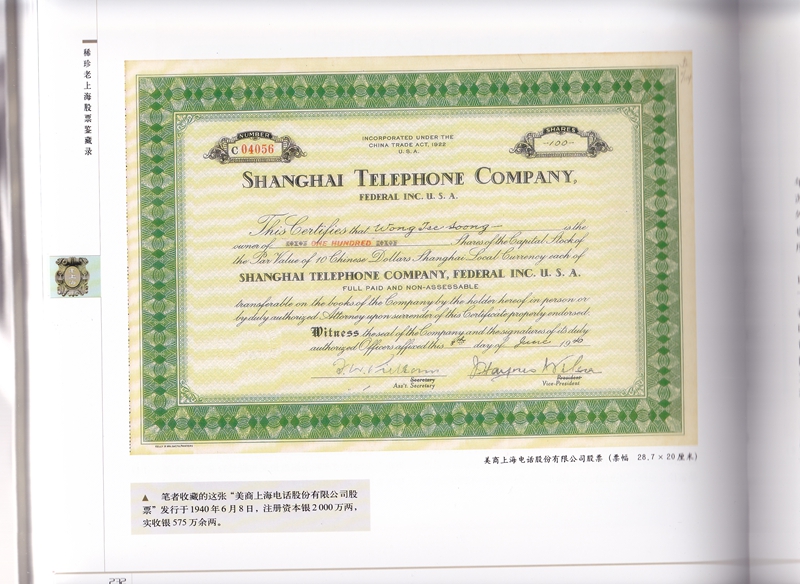 稀珍老上海股票鉴藏录
NUMBER
C 04056
INCORPORATED UNDER THE
CHINA TRADE ACT, 1922
U. S. A.
SHARES
-100-
SHANGHAI TELEPHONE COMPANY,
FEDERAL INC. U. S. A.
This Certifies that Wong Tse Soong is the
owner of ONE HUNDRED Shares of the Capital Stock of
the Par Value of 10 Chinese Dollars Shanghai Local Currency each of
SHANGHAI TELEPHONE COMPANY, FEDERAL INC. U. S. A.
FULL PAID AND NON-ASSESSABLE
transferable on the books of the Company by the holder hereof in person or
by duly authorized Attorney upon surrender of this Certificate properly endorsed.
Witness the seal of the Company and the signatures of its duly
authorized Officers affixed this 8th day of June 1940
Secretary
Ass't. Secretary
President
Vice-President
美商上海电话股份有限公司股票（票幅 28.7×20厘米）
▲ 笔者收藏的这张“美商上海电话股份有限公司股
票”发行于1940年6月8日，注册资本银2000万两，
实收银575万余两。